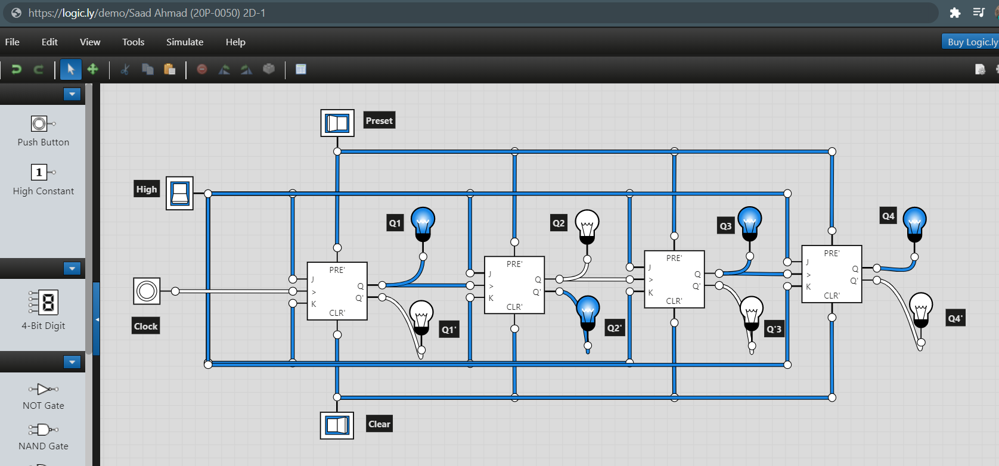 https://logic.ly/demo/Saad Ahmad (20P-0050) 2D-1
File Edit View Tools Simulate Help
Buy Logic.ly
Push Button
1
High Constant
8
4-Bit Digit
NOT Gate
NAND Gate
Preset
High
Clock
Q1
Q2
Q3
Q4
PRE'
J
>
K
Q
Q'
CLR'
PRE'
J
>
K
Q
Q'
CLR'
PRE'
J
>
K
Q
Q'
CLR'
PRE'
J
>
K
Q
Q'
CLR'
Q1'
Q2'
Q'3
Q4'
Clear